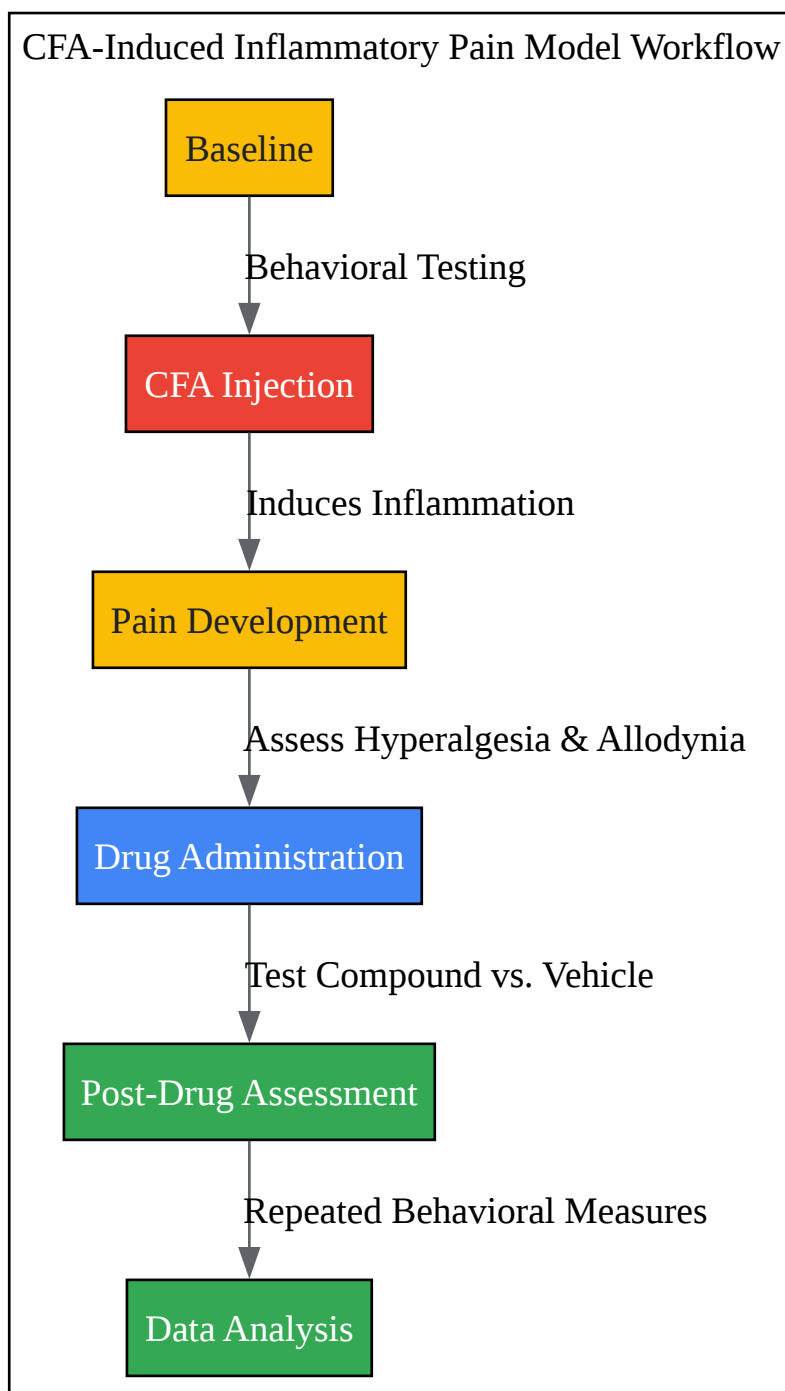 CFA-Induced Inflammatory Pain Model Workflow
Baseline
Behavioral Testing
CFA Injection
Induces Inflammation
Pain Development
Assess Hyperalgesia & Allodynia
Drug Administration
Test Compound vs. Vehicle
Post-Drug Assessment
Repeated Behavioral Measures
Data Analysis